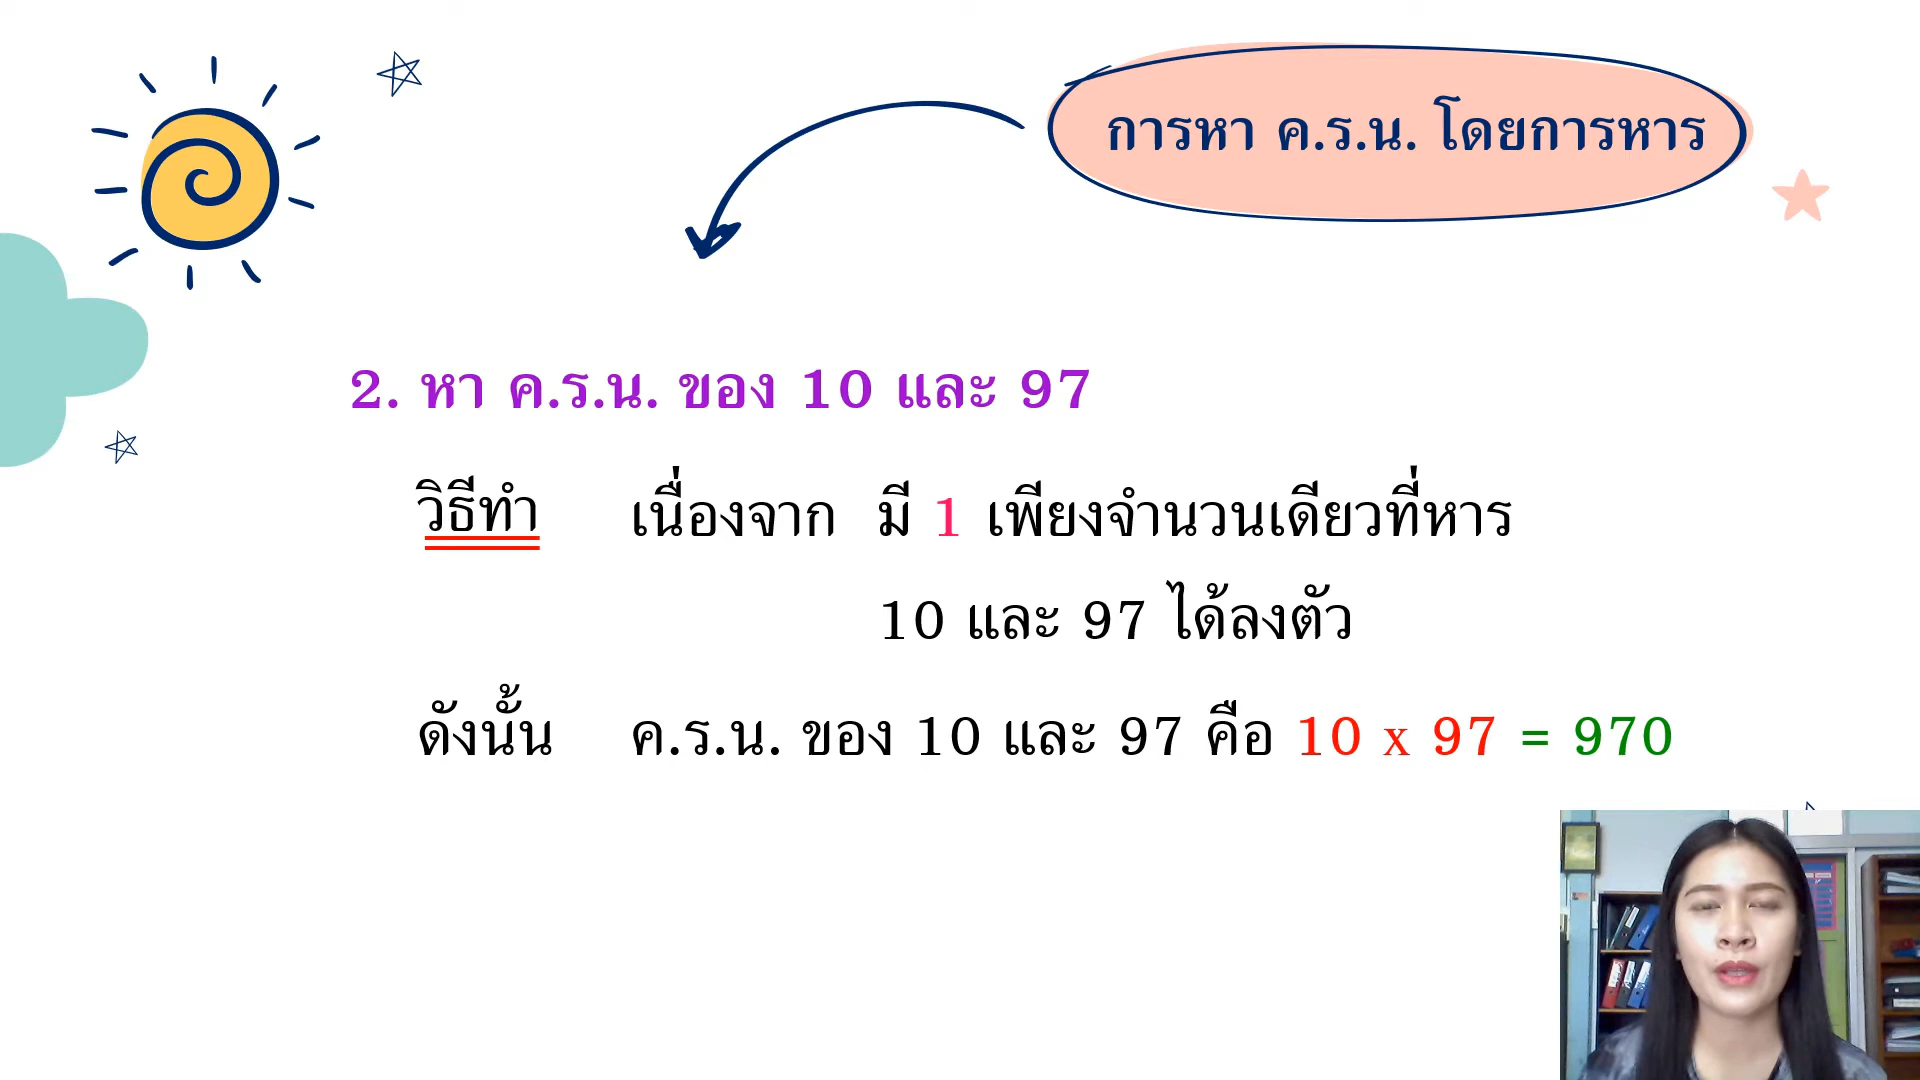 การหา ค.ร.น. โดยการหาร
2. หา ค.ร.น. ของ 10 และ 97
วิธีทำ เนื่องจาก มี 1 เพียงจำนวนเดียวที่หาร
10 และ 97 ได้ลงตัว
ดังนั้น ค.ร.น. ของ 10 และ 97 คือ 10 x 97 = 970